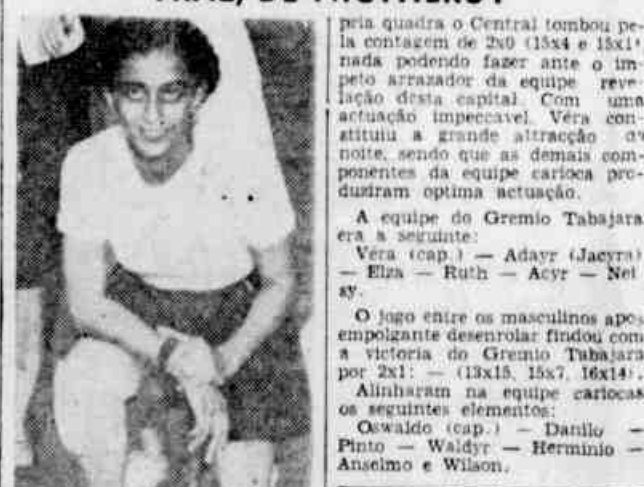 pria quadra o Central tombou pe-
la contagem de 2x0 (15x4 e 15x1)
nada podendo fazer ante o im-
peto arrazador da equipe reve-
lação desta capital. Com uma
actuação impeccavel. Véra con-
stituiu a grande attracção da
noite, sendo que as demais com-
ponentes da equipe carioca pro-
duziram optima actuação.
A equipe do Gremio Tabajara
era a seguinte:
Véra (cap.) — Adayr (Jacyra)
— Elza — Ruth — Acyr — Nei-
sy.
O jogo entre os masculinos apos
empolgante desenrolar findou com
a victoria do Gremio Tabajara
por 2x1: — (13x15, 15x7, 16x14).
Alinharam na equipe cariocas
os seguintes elementos:
Oswaldo (cap.) — Danilo —
Pinto — Waldyr — Herminio —
Anselmo e Wilson.